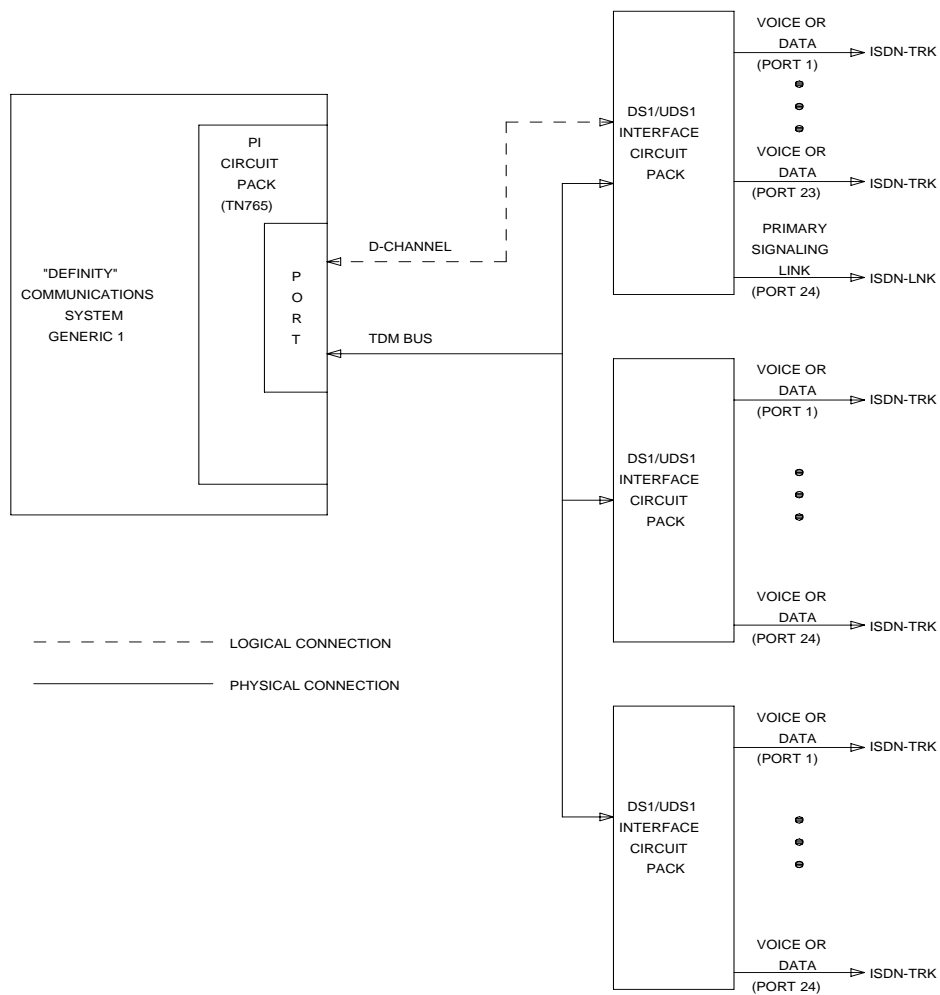 "DEFINITY"
COMMUNICATIONS
SYSTEM
GENERIC 1
PI
CIRCUIT
PACK
(TN765)
P
O
R
T
D-CHANNEL
TDM BUS
DS1/UDS1
INTERFACE
CIRCUIT
PACK
VOICE OR
DATA
(PORT 1)
ISDN-TRK
VOICE OR
DATA
(PORT 23)
ISDN-TRK
PRIMARY
SIGNALING
LINK
(PORT 24)
ISDN-LNK
DS1/UDS1
INTERFACE
CIRCUIT
PACK
VOICE OR
DATA
(PORT 1)
ISDN-TRK
VOICE OR
DATA
(PORT 24)
ISDN-TRK
LOGICAL CONNECTION
PHYSICAL CONNECTION
DS1/UDS1
INTERFACE
CIRCUIT
PACK
VOICE OR
DATA
(PORT 1)
ISDN-TRK
VOICE OR
DATA
(PORT 24)
ISDN-TRK